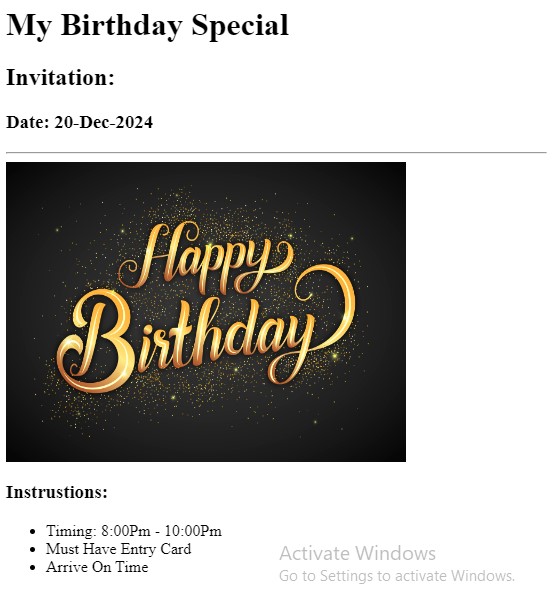 My Birthday Special
Invitation:
Date: 20-Dec-2024
Happy
Birthday
Instrustions:
Timing: 8:00Pm - 10:00Pm
Must Have Entry Card
Arrive On Time
Activate Windows
Go to Settings to activate Windows.